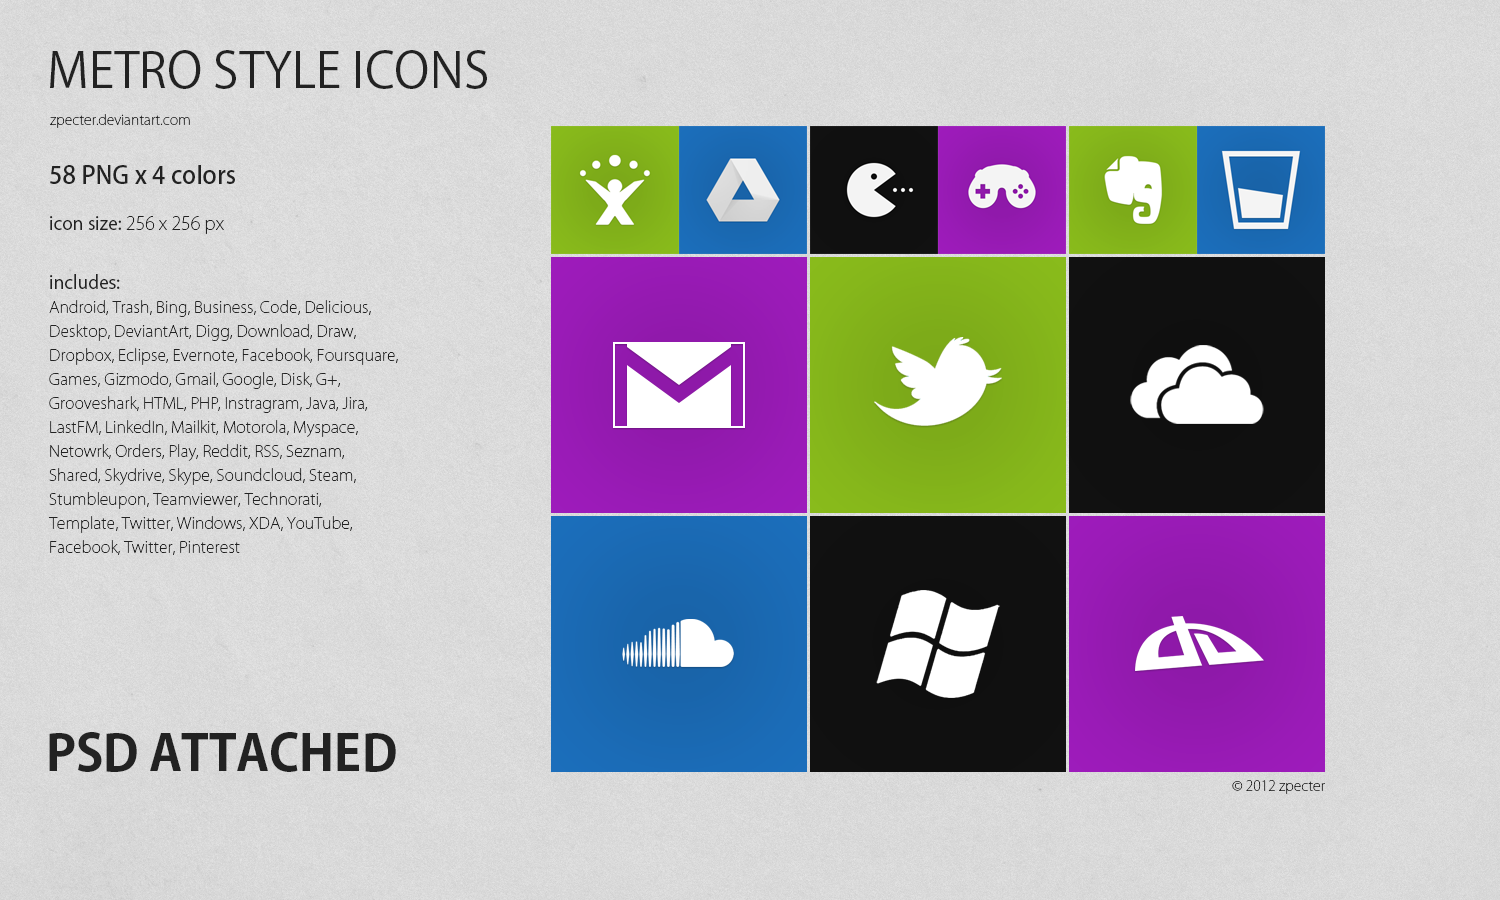 METRO STYLE ICONS
zpecter.deviantart.com
58 PNG x 4 colors
icon size: 256 x 256 px
includes:
Android, Trash, Bing, Business, Code, Delicious,
Desktop, DeviantArt, Digg, Download, Draw,
Dropbox, Eclipse, Evernote, Facebook, Foursquare,
Games, Gizmodo, Gmail, Google, Disk, G+,
Grooveshark, HTML, PHP, Instragram, Java, Jira,
LastFM, LinkedIn, Mailkit, Motorola, Myspace,
Netowrk, Orders, Play, Reddit, RSS, Seznam,
Shared, Skydrive, Skype, Soundcloud, Steam,
Stumbleupon, Teamviewer, Technorati,
Template, Twitter, Windows, XDA, YouTube,
Facebook, Twitter, Pinterest
PSD ATTACHED
© 2012 zpecter